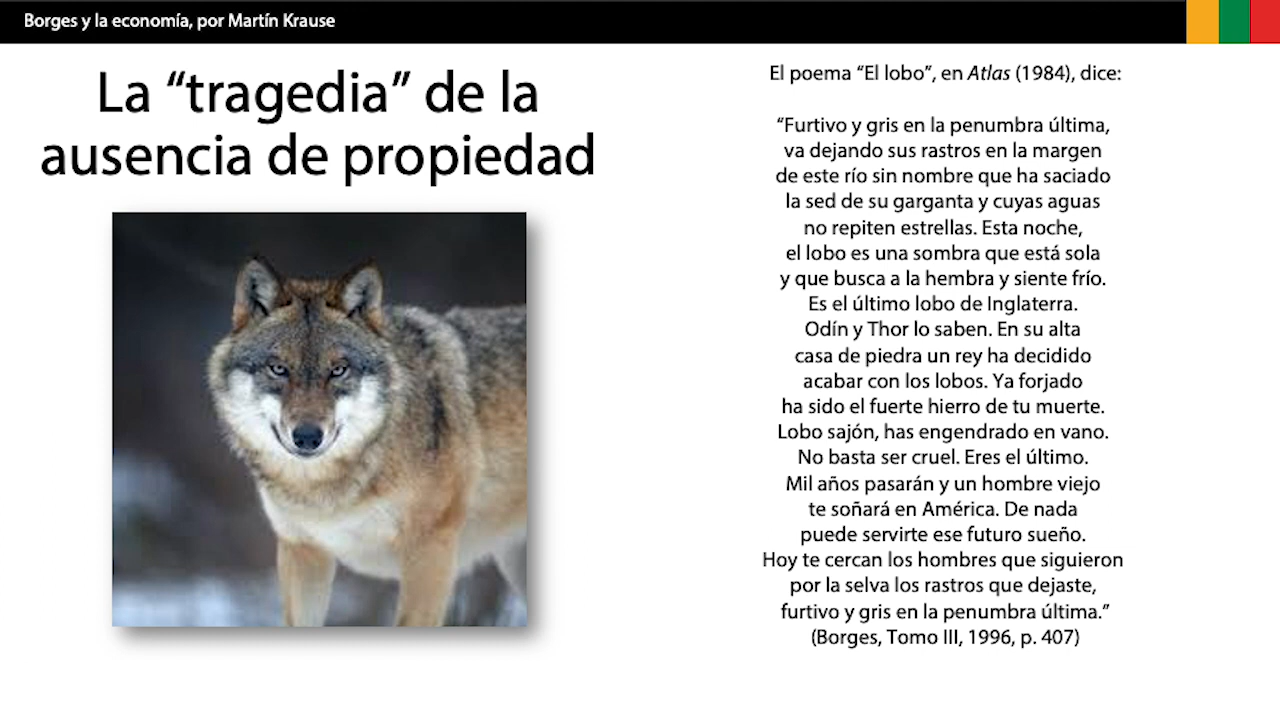 Borges y la economía, por Martín Krause
La “tragedia” de la
ausencia de propiedad
El poema “El lobo”, en Atlas (1984), dice:
“Furtivo y gris en la penumbra última,
va dejando sus rastros en la margen
de este río sin nombre que ha saciado
la sed de su garganta y cuyas aguas
no repiten estrellas. Esta noche,
el lobo es una sombra que está sola
y que busca a la hembra y siente frío.
Es el último lobo de Inglaterra.
Odín y Thor lo saben. En su alta
casa de piedra un rey ha decidido
acabar con los lobos. Ya forjado
ha sido el fuerte hierro de tu muerte.
Lobo sajón, has engendrado en vano.
No basta ser cruel. Eres el último.
Mil años pasarán y un hombre viejo
te soñará en América. De nada
puede servirte ese futuro sueño.
Hoy te cercan los hombres que siguieron
por la selva los rastros que dejaste,
furtivo y gris en la penumbra última.”
(Borges, Tomo III, 1996, p. 407)